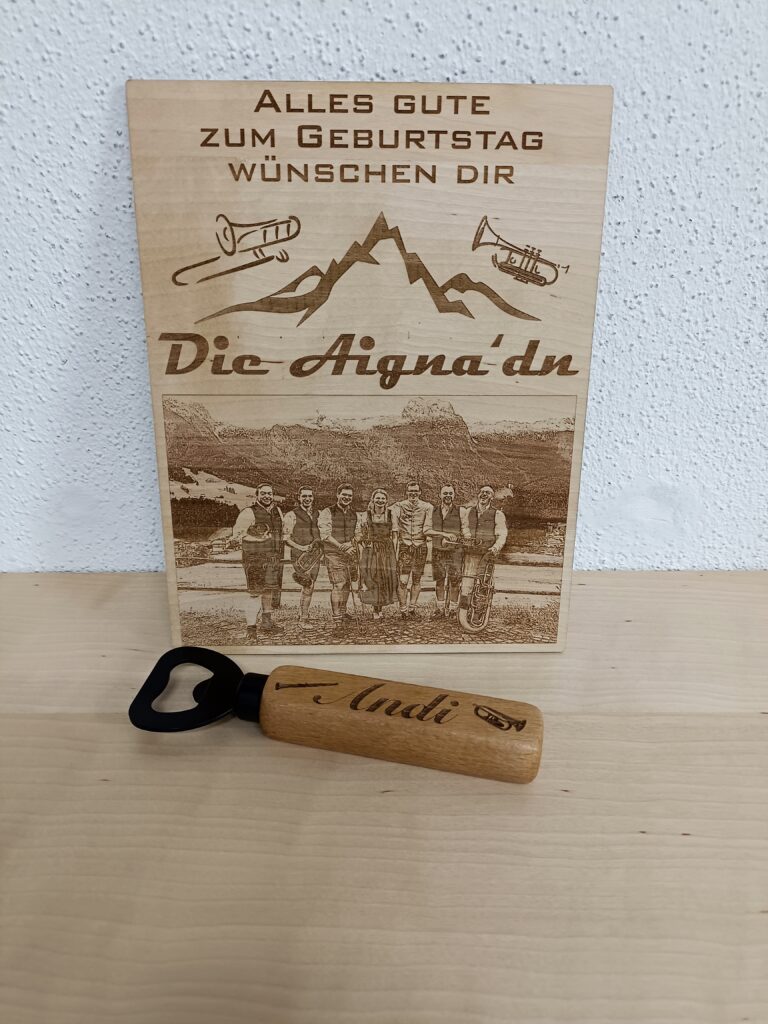 ALLES GUTE
ZUM GEBURTSTAG
WÜNSCHEN DIR
Die Aigna'dn
Andi